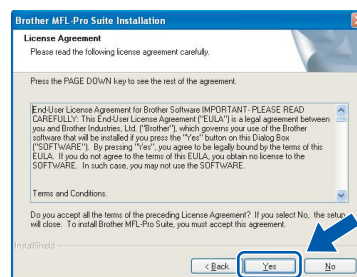 Brother MFL-Pro Suite Installation
License Agreement
Please read the following license agreement carefully.
Press the PAGE DOWN key to see the rest of the agreement.
End-User License Agreement for Brother Software IMPORTANT- PLEASE READ
CAREFULLY: This End-User License Agreement ("EULA") is a legal agreement between
you and Brother Industries, Ltd. ("Brother"), which governs your use of the Brother
software that will be installed if you press the "Yes" button on this Dialog Box
("SOFTWARE"). By pressing "Yes", you agree to be legally bound by the terms of this
EULA. If you do not agree to the terms of this EULA, you obtain no license to the
SOFTWARE. In such case, you may not use the SOFTWARE.
Terms and Conditions.
Do you accept all the terms of the preceding License Agreement? If you select No, the setup
will close. To install Brother MFL-Pro Suite, you must accept this agreement.
InstallShield
< Back
Yes
No